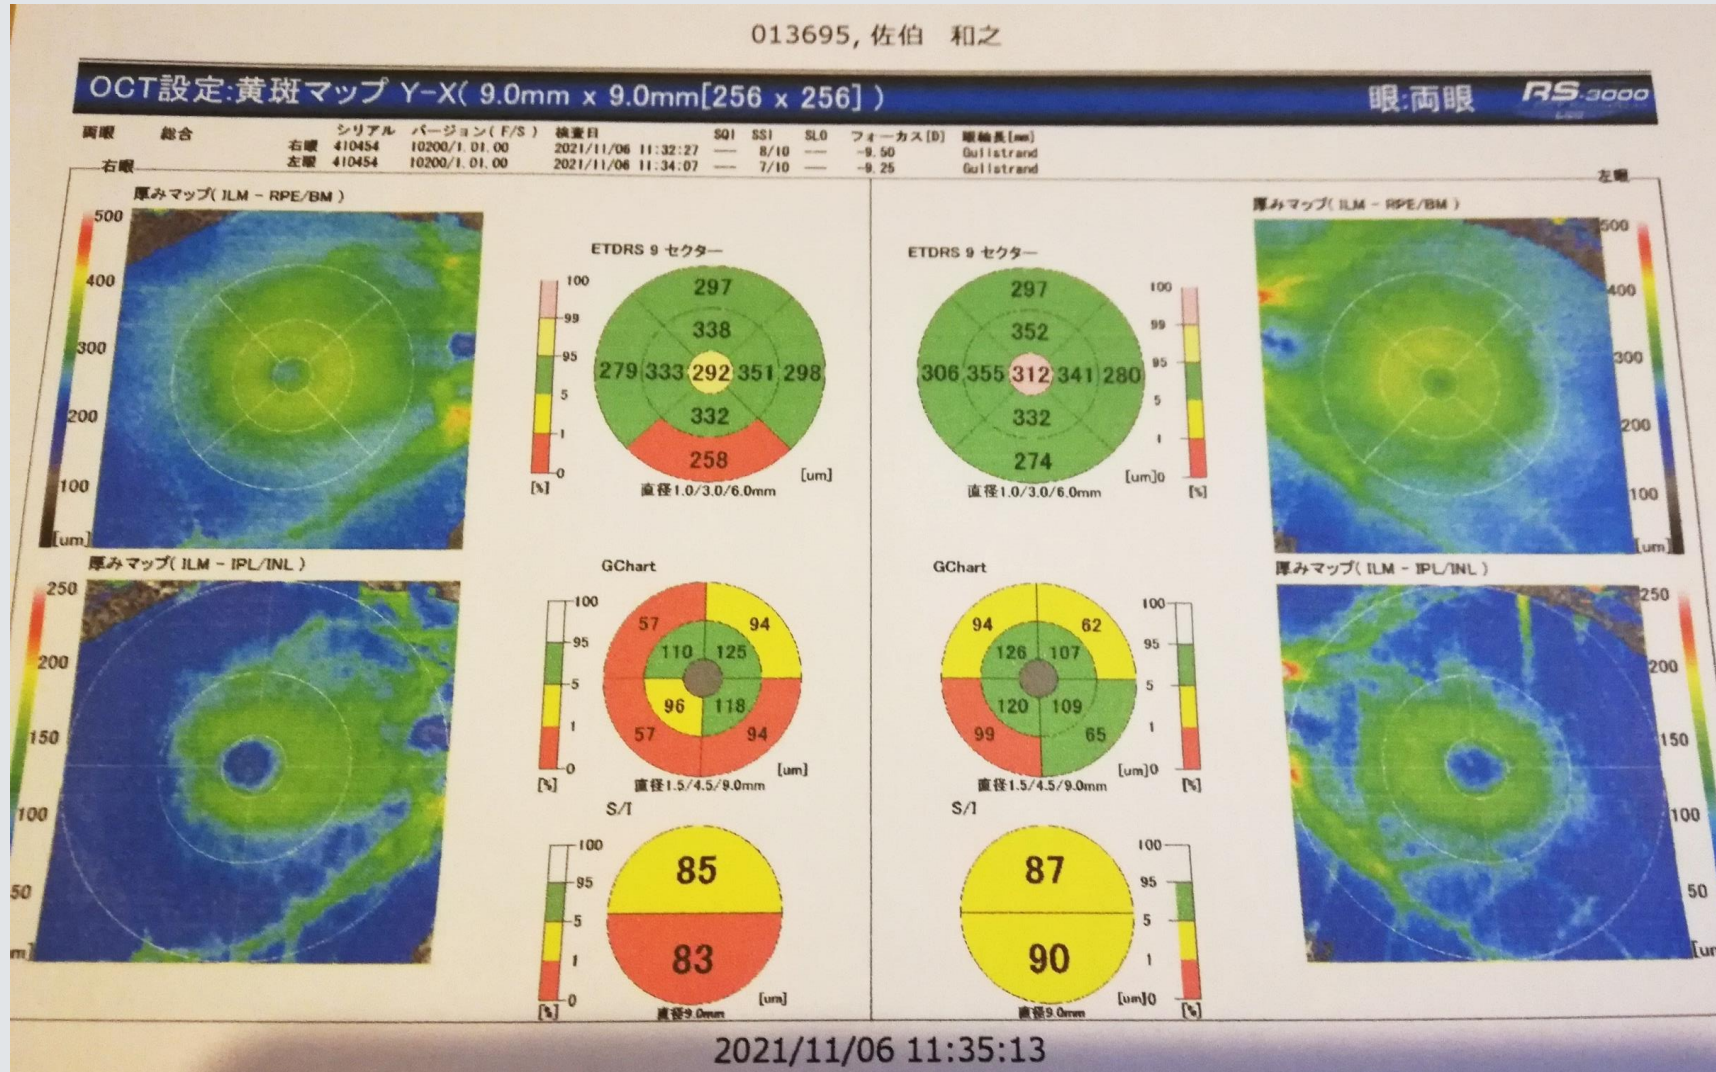 013695, 佐伯　和之
OCT設定:黄斑マップ Y-X( 9.0mm x 9.0mm[256 x 256] )
眼:両眼
RS-3000
両眼 総合
シリアル バージョン( F/S ) 検査日 SQI SSI SLO フォーカス[D] 眼軸長[mm]
右眼 410454 10200/1.01.00 2021/11/06 11:32:27 --- 8/10 --- -9.50 Gullstrand
左眼 410454 10200/1.01.00 2021/11/06 11:34:07 --- 7/10 --- -9.25 Gullstrand
右眼
厚みマップ( ILM - RPE/BM )
500
400
300
200
100
[um]
ETDRS 9 セクター
100
99
95
5
1
0
[%]
297
338
279 333 292 351 298
332
258
[um]
直径1.0/3.0/6.0mm
厚みマップ( ILM - IPL/INL )
250
200
150
100
50
GChart
100
95
5
1
0
[%]
57 94
110 125
96 118
57 94
[um]
直径1.5/4.5/9.0mm
S/I
100
95
5
1
0
[%]
85
83
[um]
直径9.0mm
左眼
ETDRS 9 セクター
297
352
306 355 312 341 280
332
274
[um]
直径1.0/3.0/6.0mm
100
99
95
5
1
0
[%]
厚みマップ( ILM - RPE/BM )
500
400
300
200
100
[um]
GChart
94 62
126 107
120 109
99 65
[um]
直径1.5/4.5/9.0mm
100
95
5
1
0
[%]
厚みマップ( ILM - IPL/INL )
250
200
150
100
50
S/I
87
90
[um]
直径9.0mm
100
95
5
1
0
[%]
2021/11/06 11:35:13